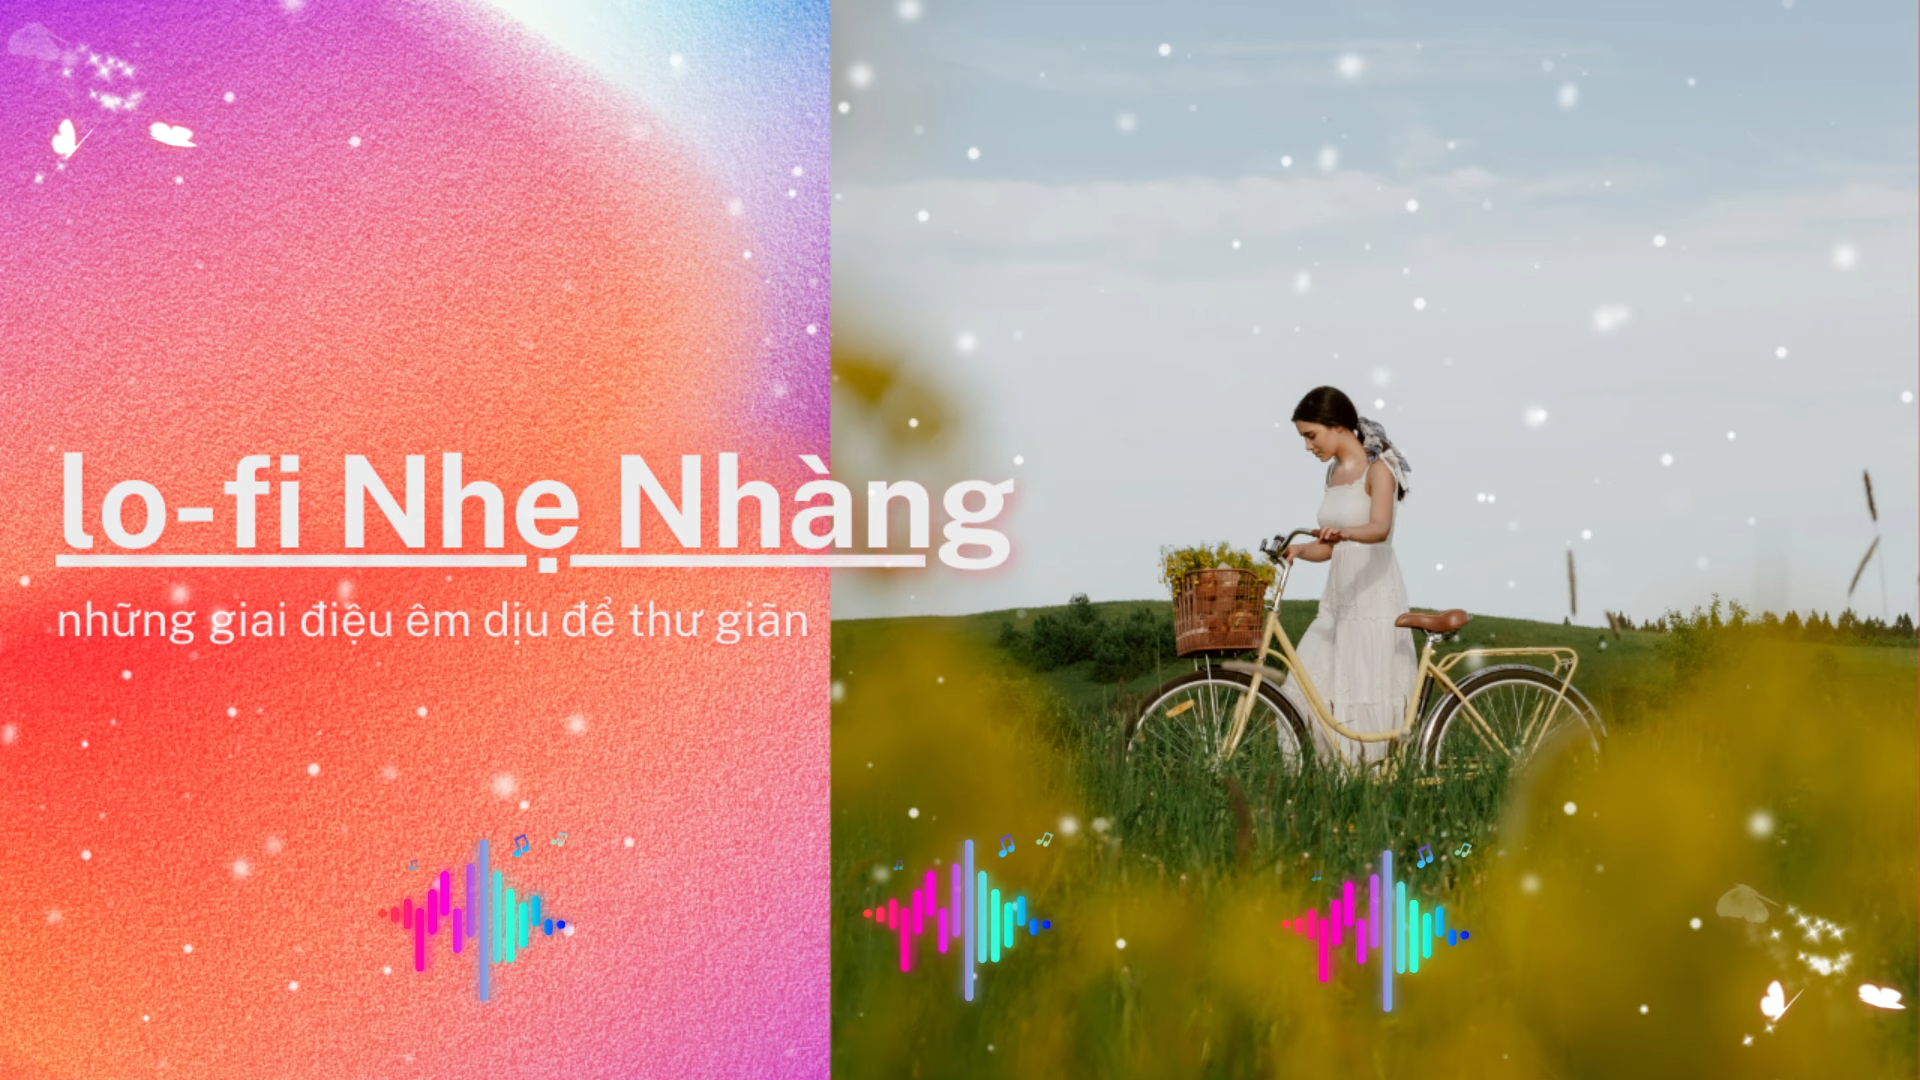 lo-fi Nhẹ Nhàng
những giai điệu êm dịu để thư giãn